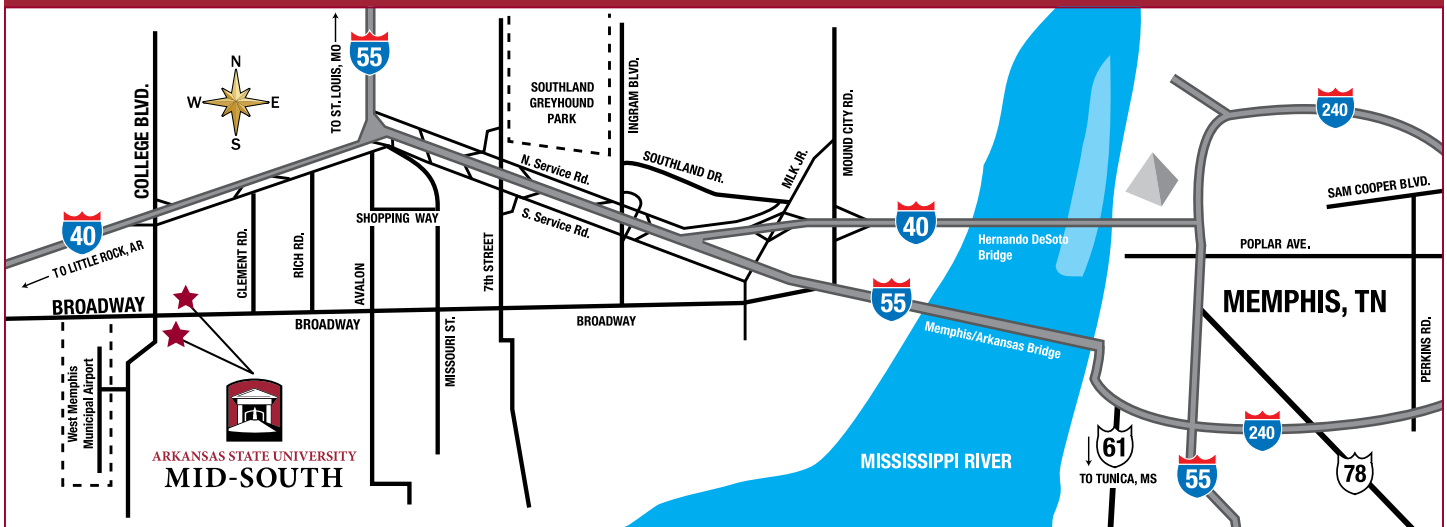 COLLEGE BLVD.
N
W
E
S
TO ST. LOUIS, MO
55
SOUTHLAND
GREYHOUND
PARK
INGRAM BLVD.
MOUND CITY RD.
240
N. Service Rd.
SOUTHLAND DR.
MLK JR.
SAM COOPER BLVD.
SHOPPING WAY
S. Service Rd.
40
TO LITTLE ROCK, AR
CLEMENT RD.
RICH RD.
AVALON
7th STREET
40
Hernando DeSoto
Bridge
POPLAR AVE.
BROADWAY
BROADWAY
BROADWAY
55
MEMPHIS, TN
Memphis/Arkansas Bridge
MISSOURI ST.
PERKINS RD.
West Memphis
Municipal Airport
ARKANSAS STATE UNIVERSITY
MID-SOUTH
MISSISSIPPI RIVER
61
TO TUNICA, MS
55
240
78